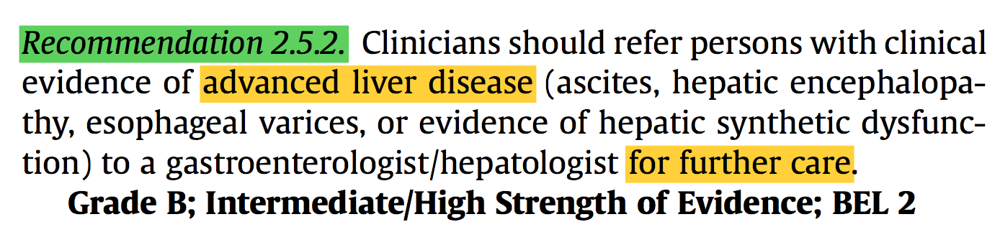 Recommendation 2.5.2. Clinicians should refer persons with clinical
evidence of advanced liver disease (ascites, hepatic encephalopa-
thy, esophageal varices, or evidence of hepatic synthetic dysfunc-
tion) to a gastroenterologist/hepatologist for further care.
Grade B; Intermediate/High Strength of Evidence; BEL 2